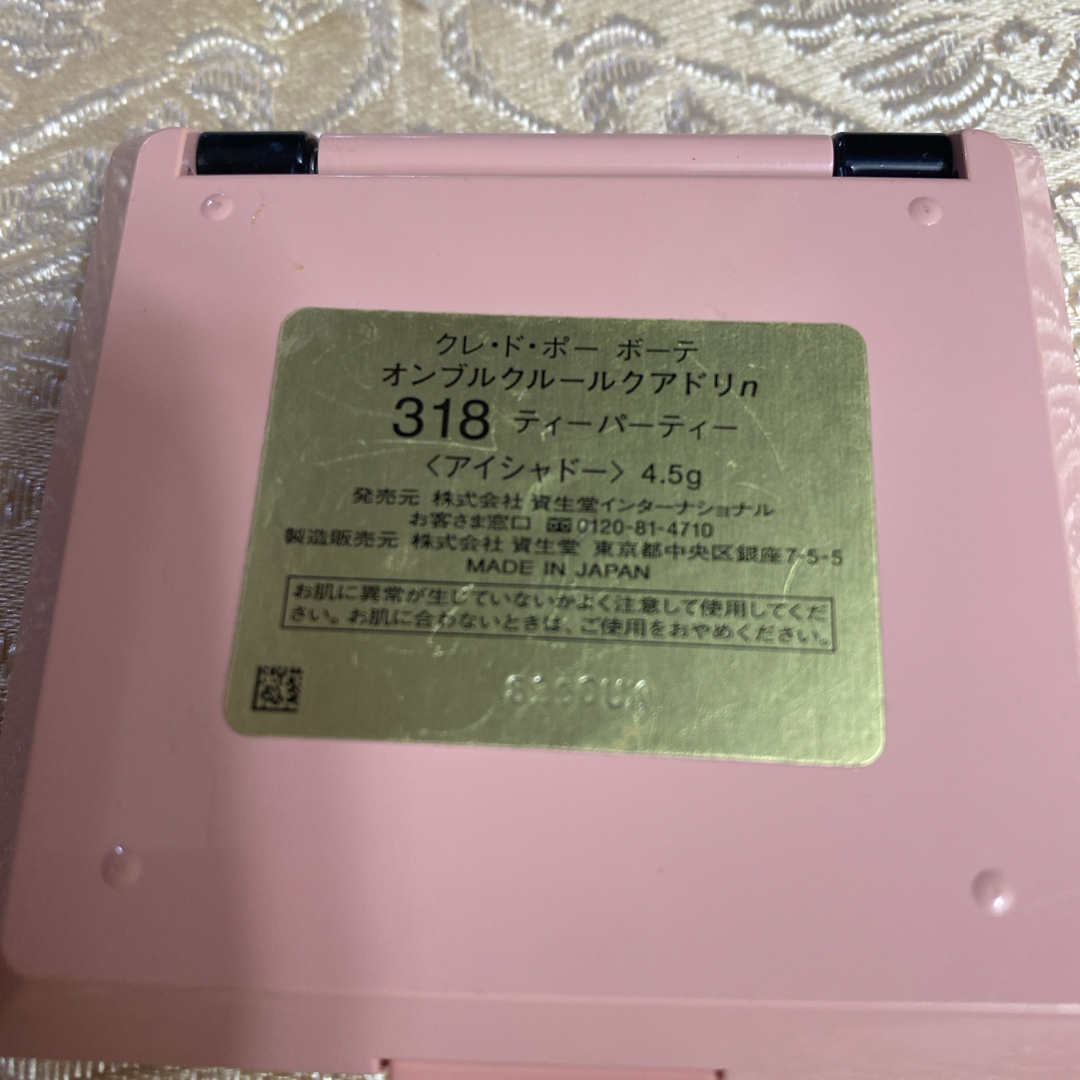 クレ・ド・ポー ボーテ
オンブルクルールクアドリn
318 ティーパーティー
〈アイシャドー〉 4.5g
発売元 株式会社 資生堂インターナショナル
お客さま窓口 0120-81-4710
製造販売元 株式会社 資生堂 東京都中央区銀座7-5-5
MADE IN JAPAN
お肌に異常が生じていないかよく注意して使用してくだ
さい。お肌に合わないときは、ご使用をおやめください。